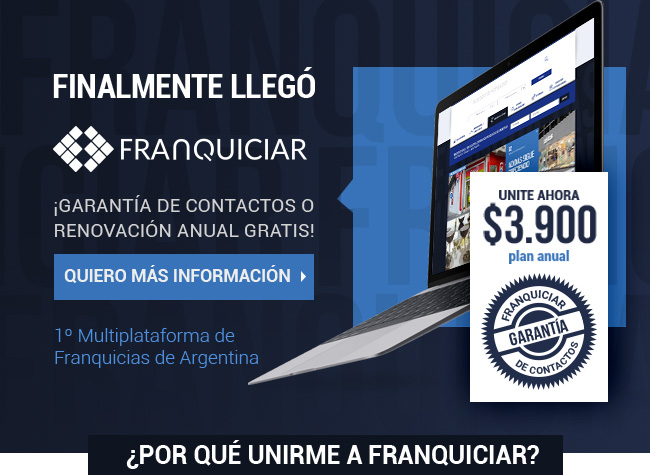 FINALMENTE LLEGÓ
FRANQUICIAR
¡GARANTÍA DE CONTACTOS O
RENOVACIÓN ANUAL GRATIS!
QUIERO MÁS INFORMACIÓN
1º Multiplataforma de
Franquicias de Argentina
UNITE AHORA
$3.900
plan anual
FRANQUICIAR
GARANTÍA
DE CONTACTOS
¿POR QUÉ UNIRME A FRANQUICIAR?